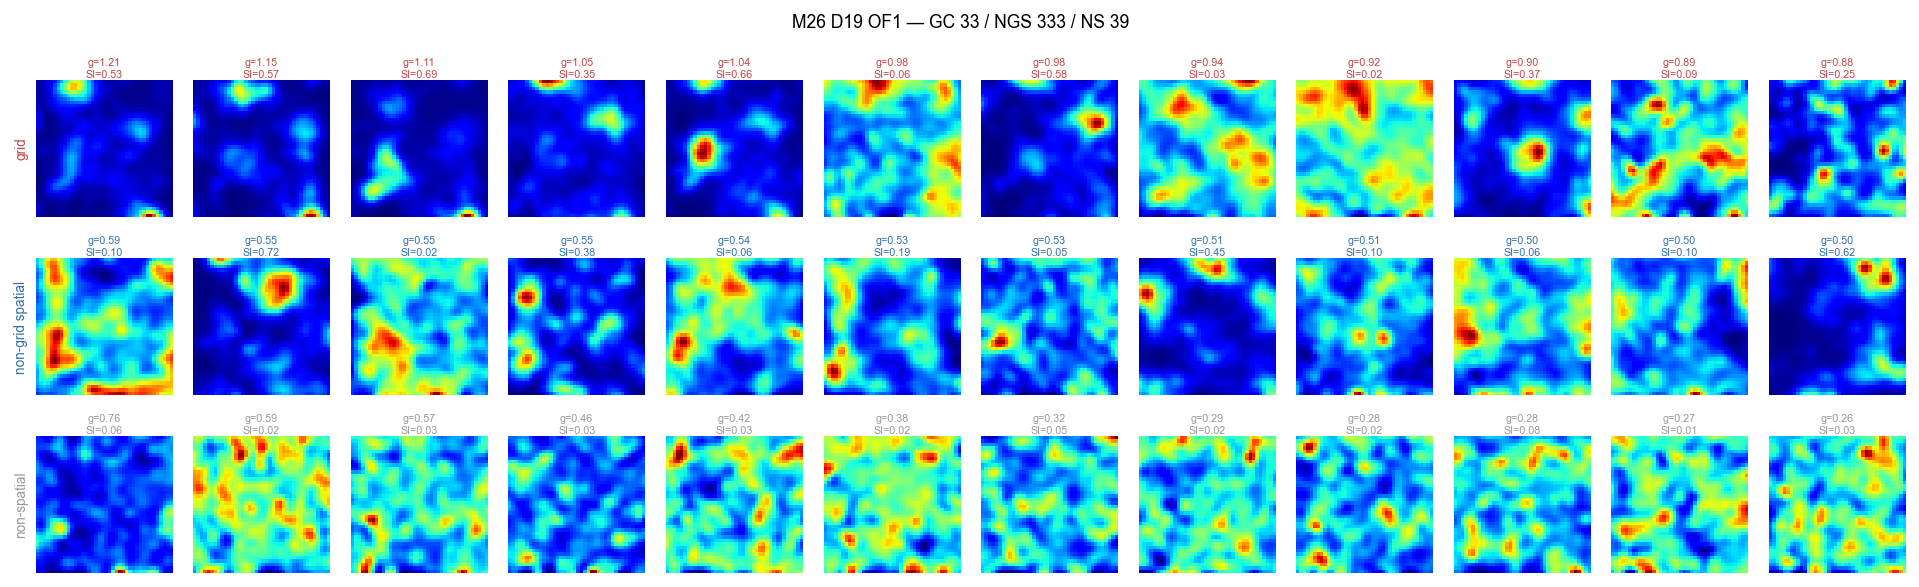 M26 D19 OF1 — GC 33 / NGS 333 / NS 39
g=1.21 g=1.15 g=1.11 g=1.05 g=1.04 g=0.98 g=0.98 g=0.94 g=0.92 g=0.90 g=0.89 g=0.88
SI=0.53 SI=0.57 SI=0.69 SI=0.35 SI=0.66 SI=0.06 SI=0.58 SI=0.03 SI=0.02 SI=0.37 SI=0.09 SI=0.25
grid
g=0.59 g=0.55 g=0.55 g=0.55 g=0.54 g=0.53 g=0.53 g=0.51 g=0.51 g=0.50 g=0.50 g=0.50
SI=0.10 SI=0.72 SI=0.02 SI=0.38 SI=0.06 SI=0.19 SI=0.05 SI=0.45 SI=0.10 SI=0.06 SI=0.10 SI=0.62
non-grid spatial
g=0.76 g=0.59 g=0.57 g=0.46 g=0.42 g=0.38 g=0.32 g=0.29 g=0.28 g=0.28 g=0.27 g=0.26
SI=0.06 SI=0.02 SI=0.03 SI=0.03 SI=0.03 SI=0.02 SI=0.05 SI=0.02 SI=0.02 SI=0.08 SI=0.01 SI=0.03
non-spatial